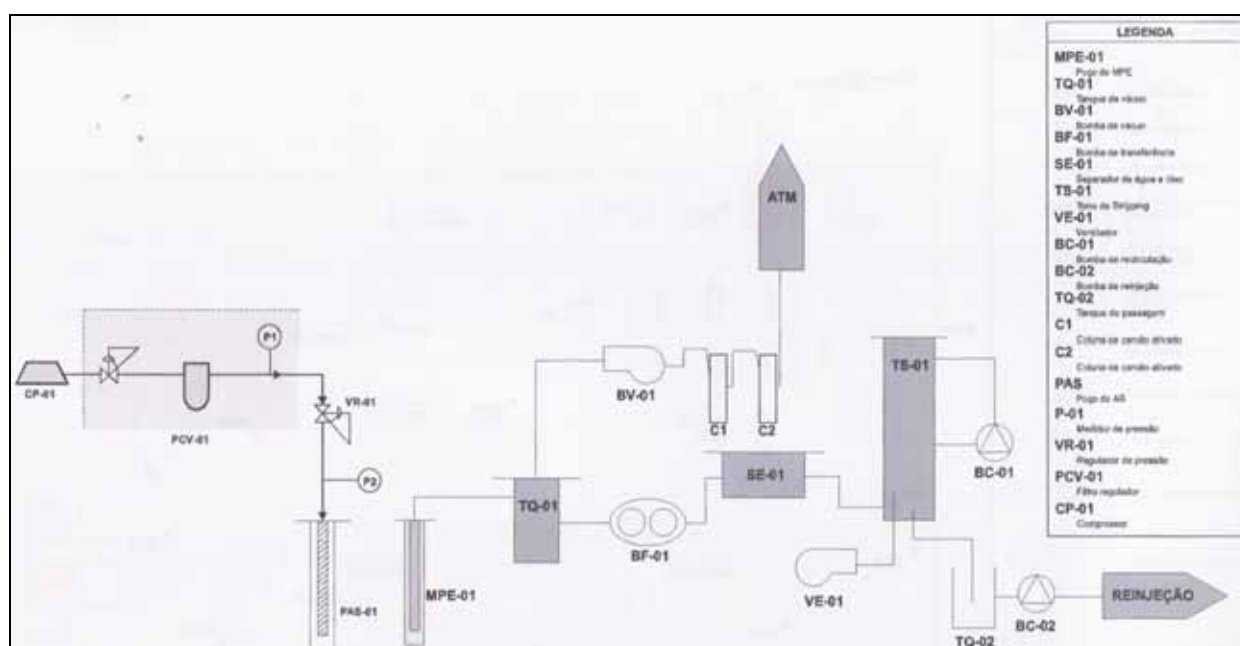 LEGENDA
MPE-01
Poço de MPE
TQ-01
Tanque de vácuo
BV-01
Bomba de vácuo
BF-01
Bomba de transferência
SE-01
Separador de água e óleo
TS-01
Torre de Stripping
VE-01
Ventilador
BC-01
Bomba de recirculação
BC-02
Bomba de reinjeção
TQ-02
Tanque de passagem
C1
Coluna de carvão ativado
C2
Coluna de carvão ativado
PAS
Poço de AS
P-01
Medidor de pressão
VR-01
Regulador de pressão
PCV-01
Filtro regulador
CP-01
Compressor
ATM
P1
CP-01
PCV-01
VR-01
P2
PAS-01
MPE-01
TQ-01
BV-01
C1
C2
BF-01
SE-01
TS-01
BC-01
VE-01
TQ-02
BC-02
REINJEÇÃO